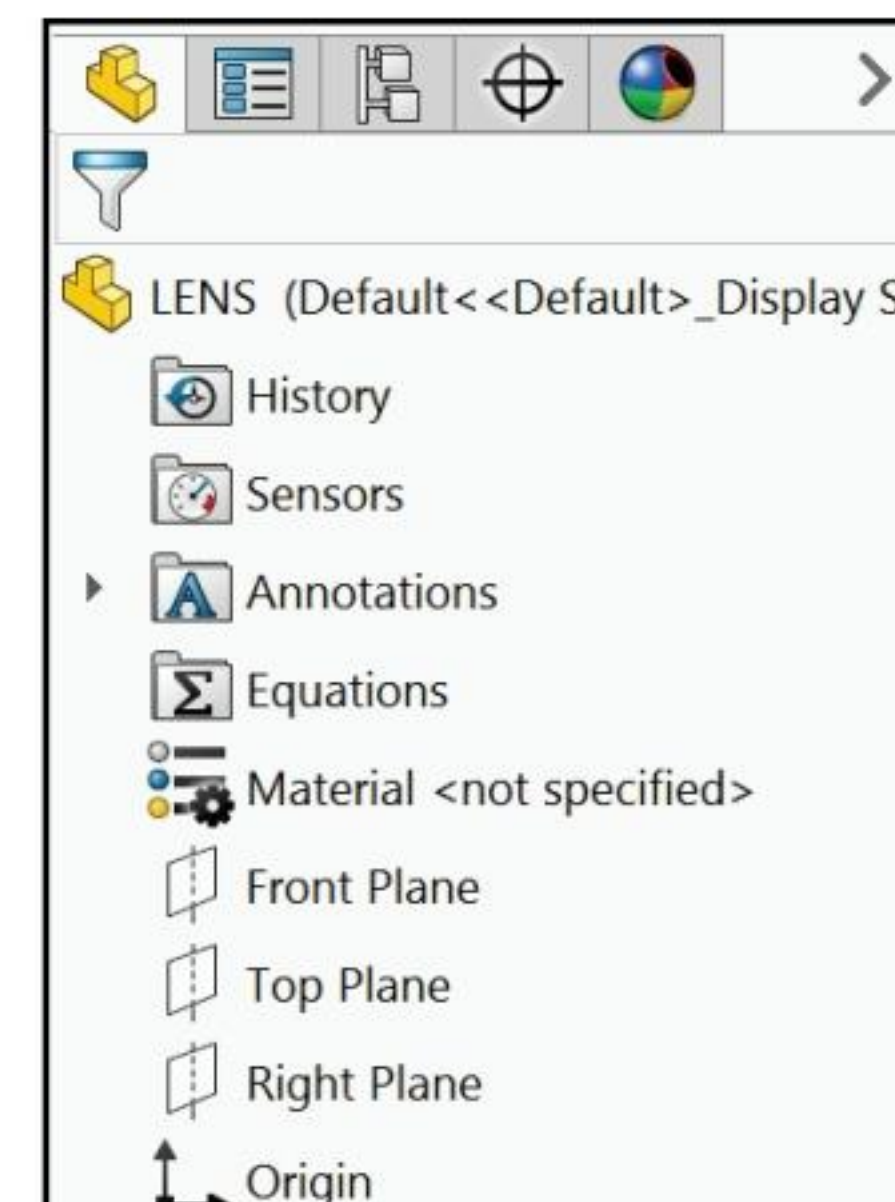 LENS (Default<<Default>_Display S
History
Sensors
Annotations
Equations
Material <not specified>
Front Plane
Top Plane
Right Plane
Origin